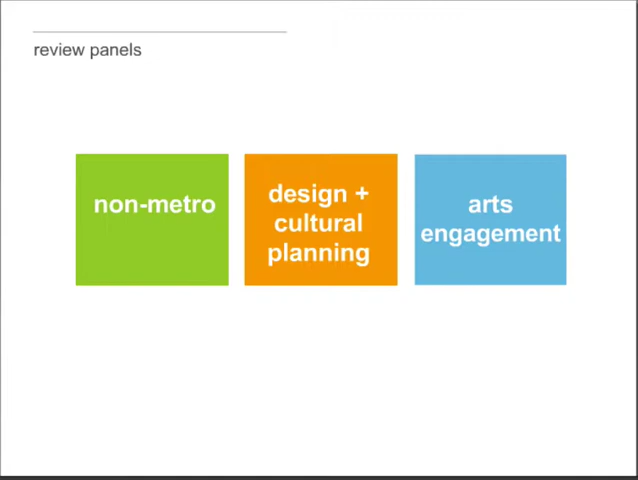 review panels
non-metro
design +
cultural
planning
arts
engagement